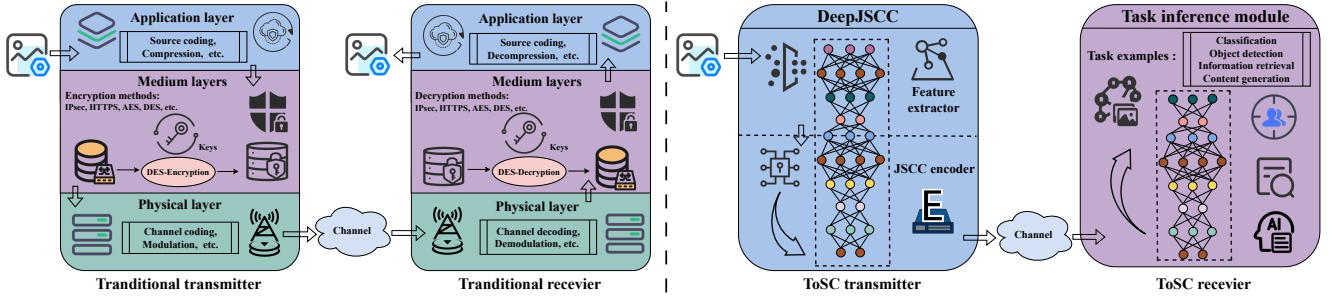 Application layer
Source coding,
Compression, etc.
Medium layers
Encryption methods:
IPsec, HTTPS, AES, DES, etc.
Keys
DES-Encryption
Physical layer
Channel coding,
Modulation, etc.
Tranditional transmitter
Channel
Application layer
Source coding,
Decompression, etc.
Medium layers
Decryption methods:
IPsec, HTTPS, AES, DES, etc.
Keys
DES-Decryption
Physical layer
Channel decoding,
Demodulation, etc.
Tranditional recevier
DeepJSCC
Feature
extractor
JSCC encoder
E
ToSC transmitter
Channel
Task inference module
Task examples :
Classification
Object detection
Information retrieval
Content generation
AI
ToSC recevier